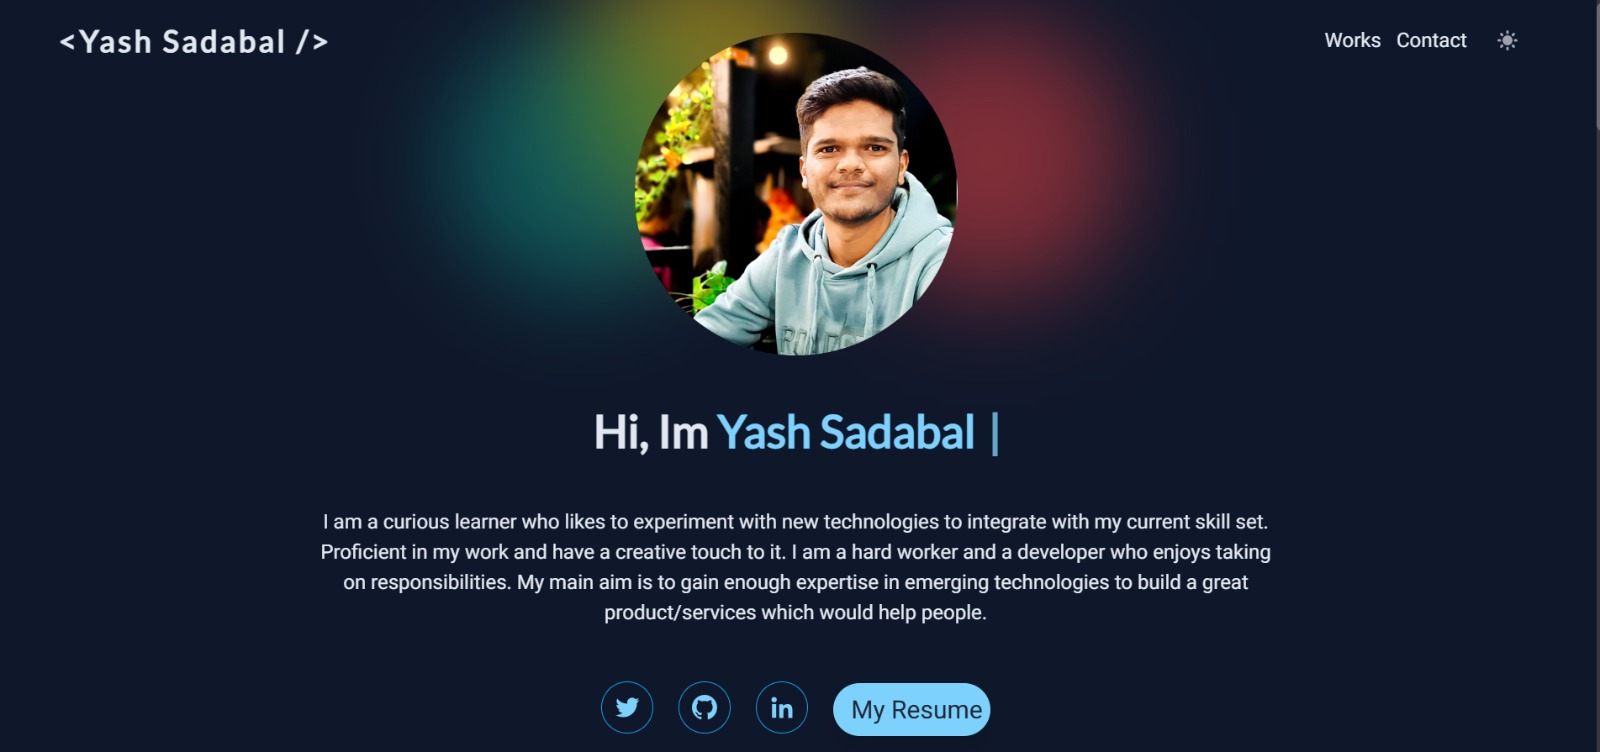 <Yash Sadabal />
Works Contact
Hi, Im Yash Sadabal |
I am a curious learner who likes to experiment with new technologies to integrate with my current skill set.
Proficient in my work and have a creative touch to it. I am a hard worker and a developer who enjoys taking
on responsibilities. My main aim is to gain enough expertise in emerging technologies to build a great
product/services which would help people.
in
My Resume